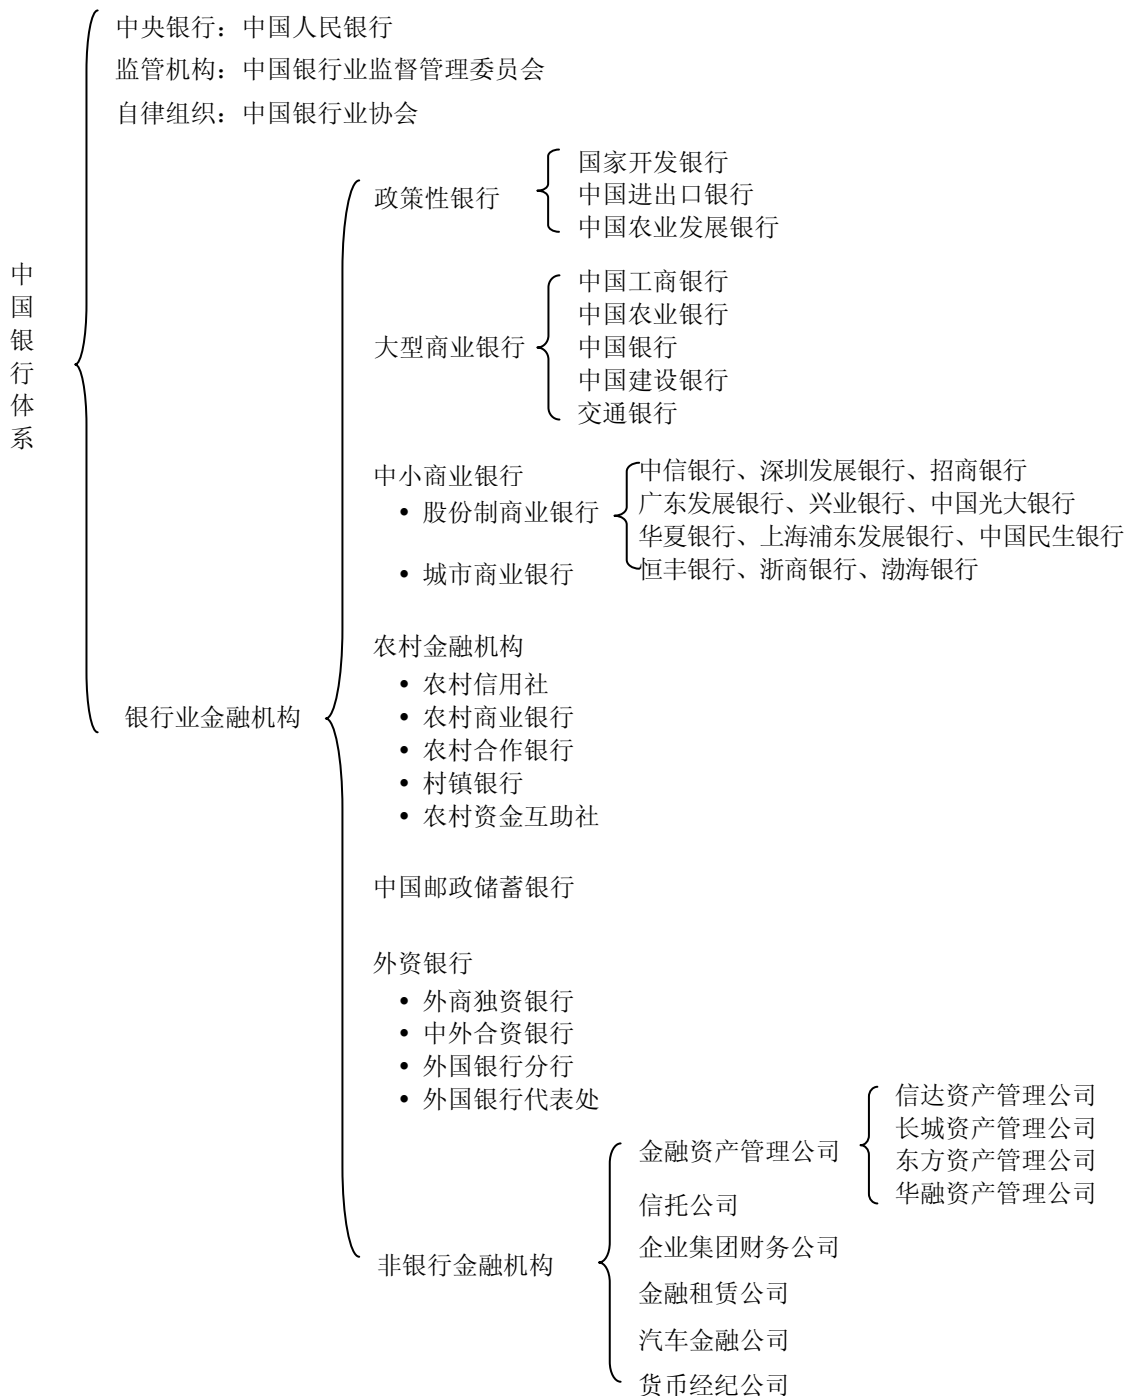 中国银行体系
中央银行：中国人民银行
监管机构：中国银行业监督管理委员会
自律组织：中国银行业协会
银行业金融机构
政策性银行
国家开发银行
中国进出口银行
中国农业发展银行
大型商业银行
中国工商银行
中国农业银行
中国银行
中国建设银行
交通银行
中小商业银行
• 股份制商业银行
中信银行、深圳发展银行、招商银行
广东发展银行、兴业银行、中国光大银行
华夏银行、上海浦东发展银行、中国民生银行
恒丰银行、浙商银行、渤海银行
• 城市商业银行
农村金融机构
• 农村信用社
• 农村商业银行
• 农村合作银行
• 村镇银行
• 农村资金互助社
中国邮政储蓄银行
外资银行
• 外商独资银行
• 中外合资银行
• 外国银行分行
• 外国银行代表处
非银行金融机构
金融资产管理公司
信达资产管理公司
长城资产管理公司
东方资产管理公司
华融资产管理公司
信托公司
企业集团财务公司
金融租赁公司
汽车金融公司
货币经纪公司